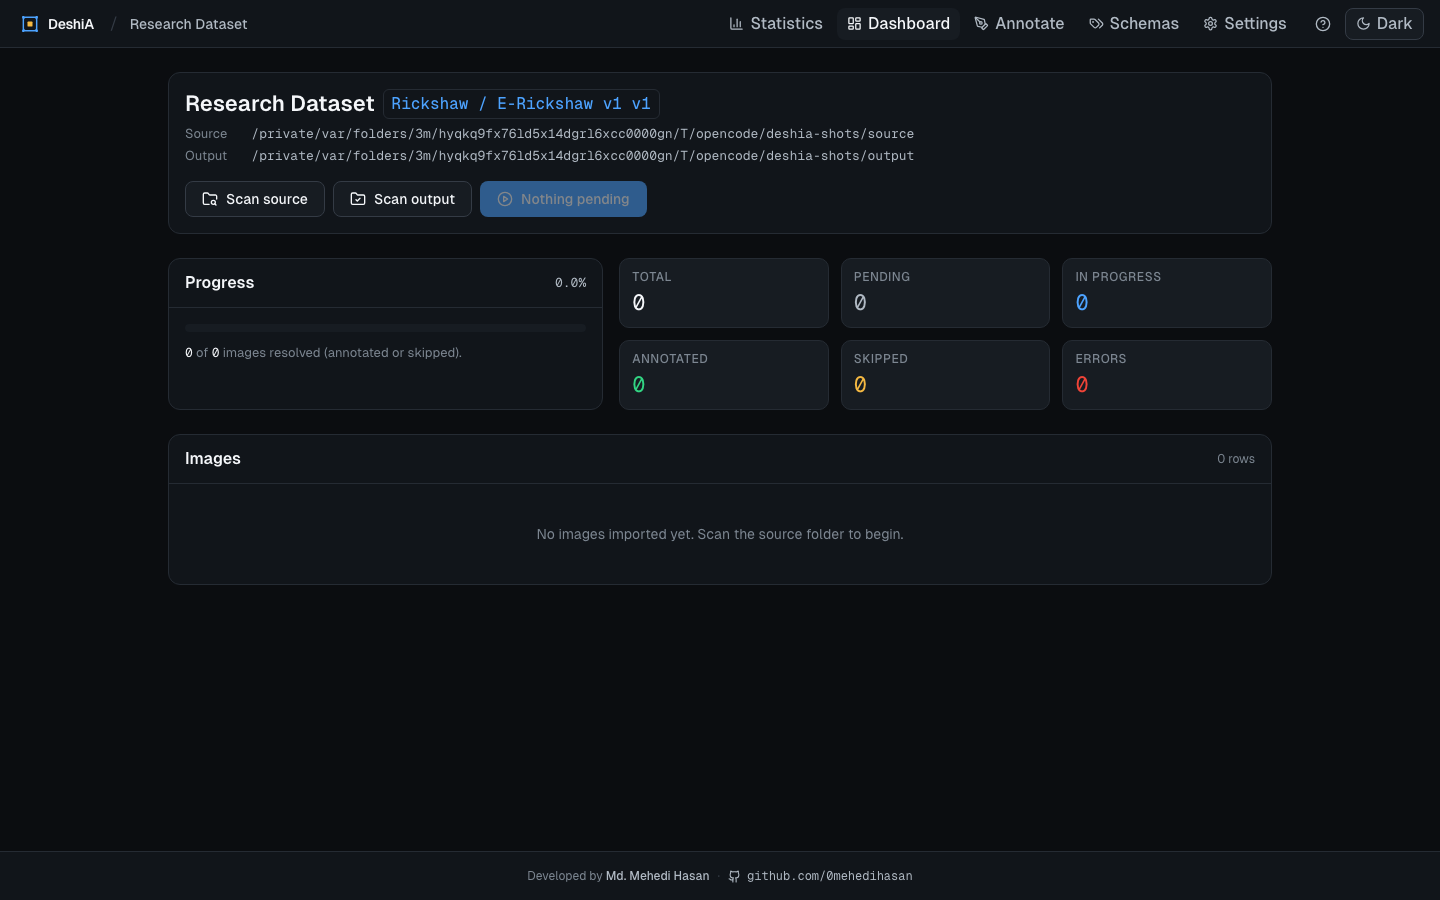 DeshiA / Research Dataset Statistics Dashboard Annotate Schemas Settings Dark
Research Dataset Rickshaw / E-Rickshaw v1 v1
Source /private/var/folders/3m/hyqkq9fx76ld5x14dgrl6xcc0000gn/T/opencode/deshia-shots/source
Output /private/var/folders/3m/hyqkq9fx76ld5x14dgrl6xcc0000gn/T/opencode/deshia-shots/output
Scan source Scan output Nothing pending
Progress 0.0%
0 of 0 images resolved (annotated or skipped).
TOTAL PENDING IN PROGRESS
0 0 0
ANNOTATED SKIPPED ERRORS
0 0 0
Images 0 rows
No images imported yet. Scan the source folder to begin.
Developed by Md. Mehedi Hasan · github.com/0mehedihasan